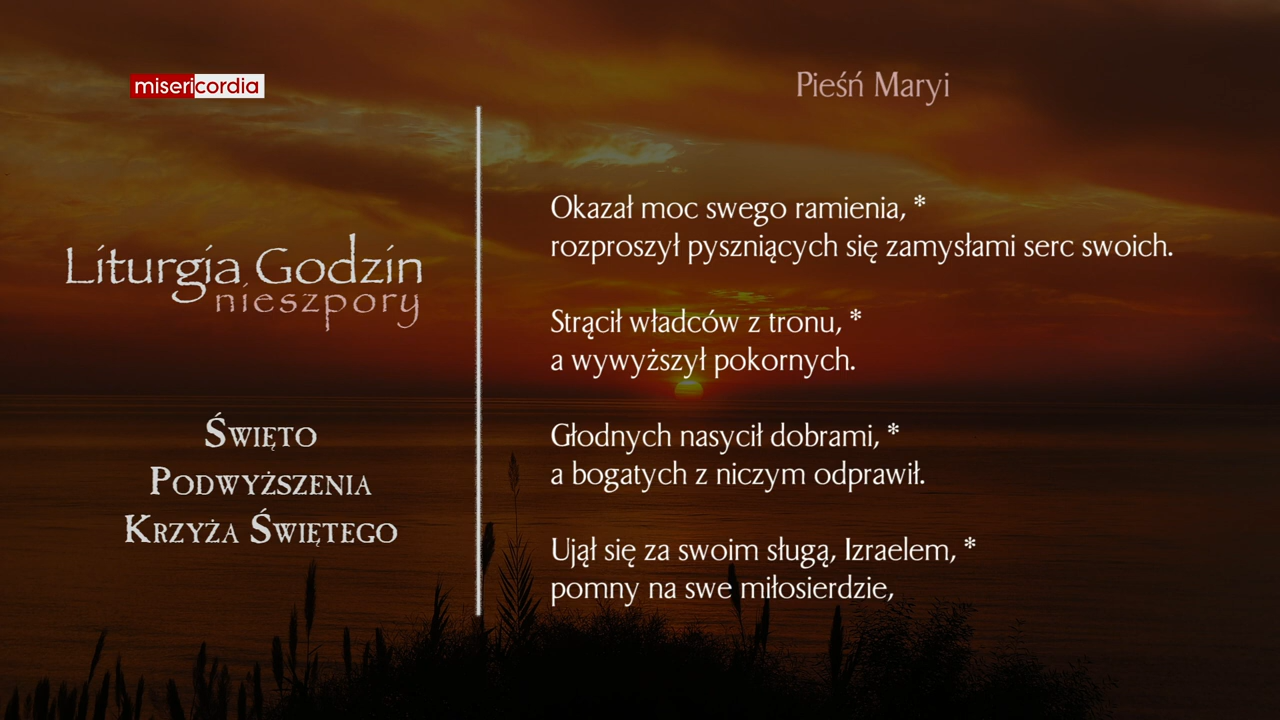 misericordia
Liturgia Godzin
nieszpory
Święto
Podwyższenia
Krzyża Świętego
Pieśń Maryi
Okazał moc swego ramienia, *
rozproszył pyszniących się zamysłami serc swoich.
Strącił władców z tronu, *
a wywyższył pokornych.
Głodnych nasycił dobrami, *
a bogatych z niczym odprawił.
Ujął się za swoim sługą, Izraelem, *
pomny na swe miłosierdzie,